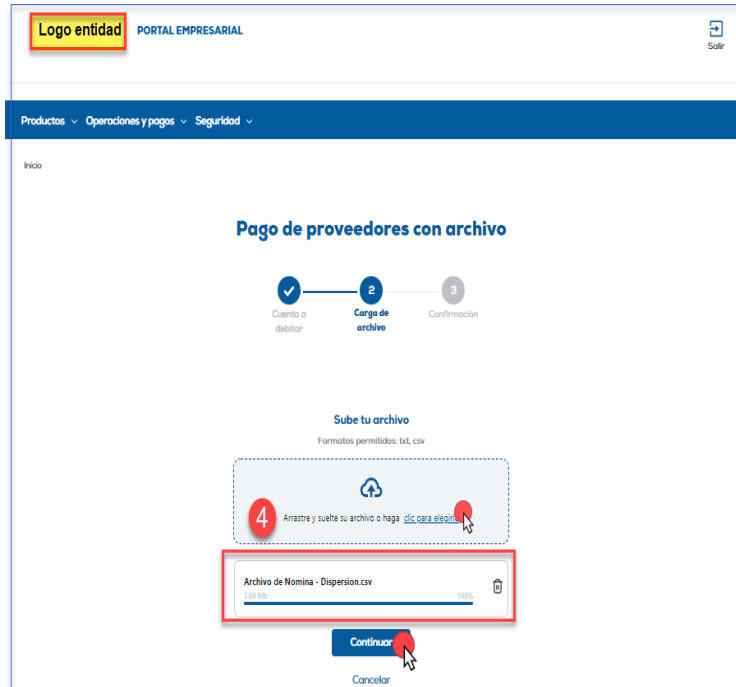 Logo entidad PORTAL EMPRESARIAL
Salir
Productos Operaciones y pagos Seguridad
Inicio
Pago de proveedores con archivo
2 3
Cuenta a debitar
Carga de archivo
Confirmación
Sube tu archivo
Formatos permitidos: txt, csv
4 Arrastre y suelte su archivo o haga clic para elegirlo
Archivo de Nomina - Dispersion.csv
5.69 Mb 100%
Continuar
Cancelar